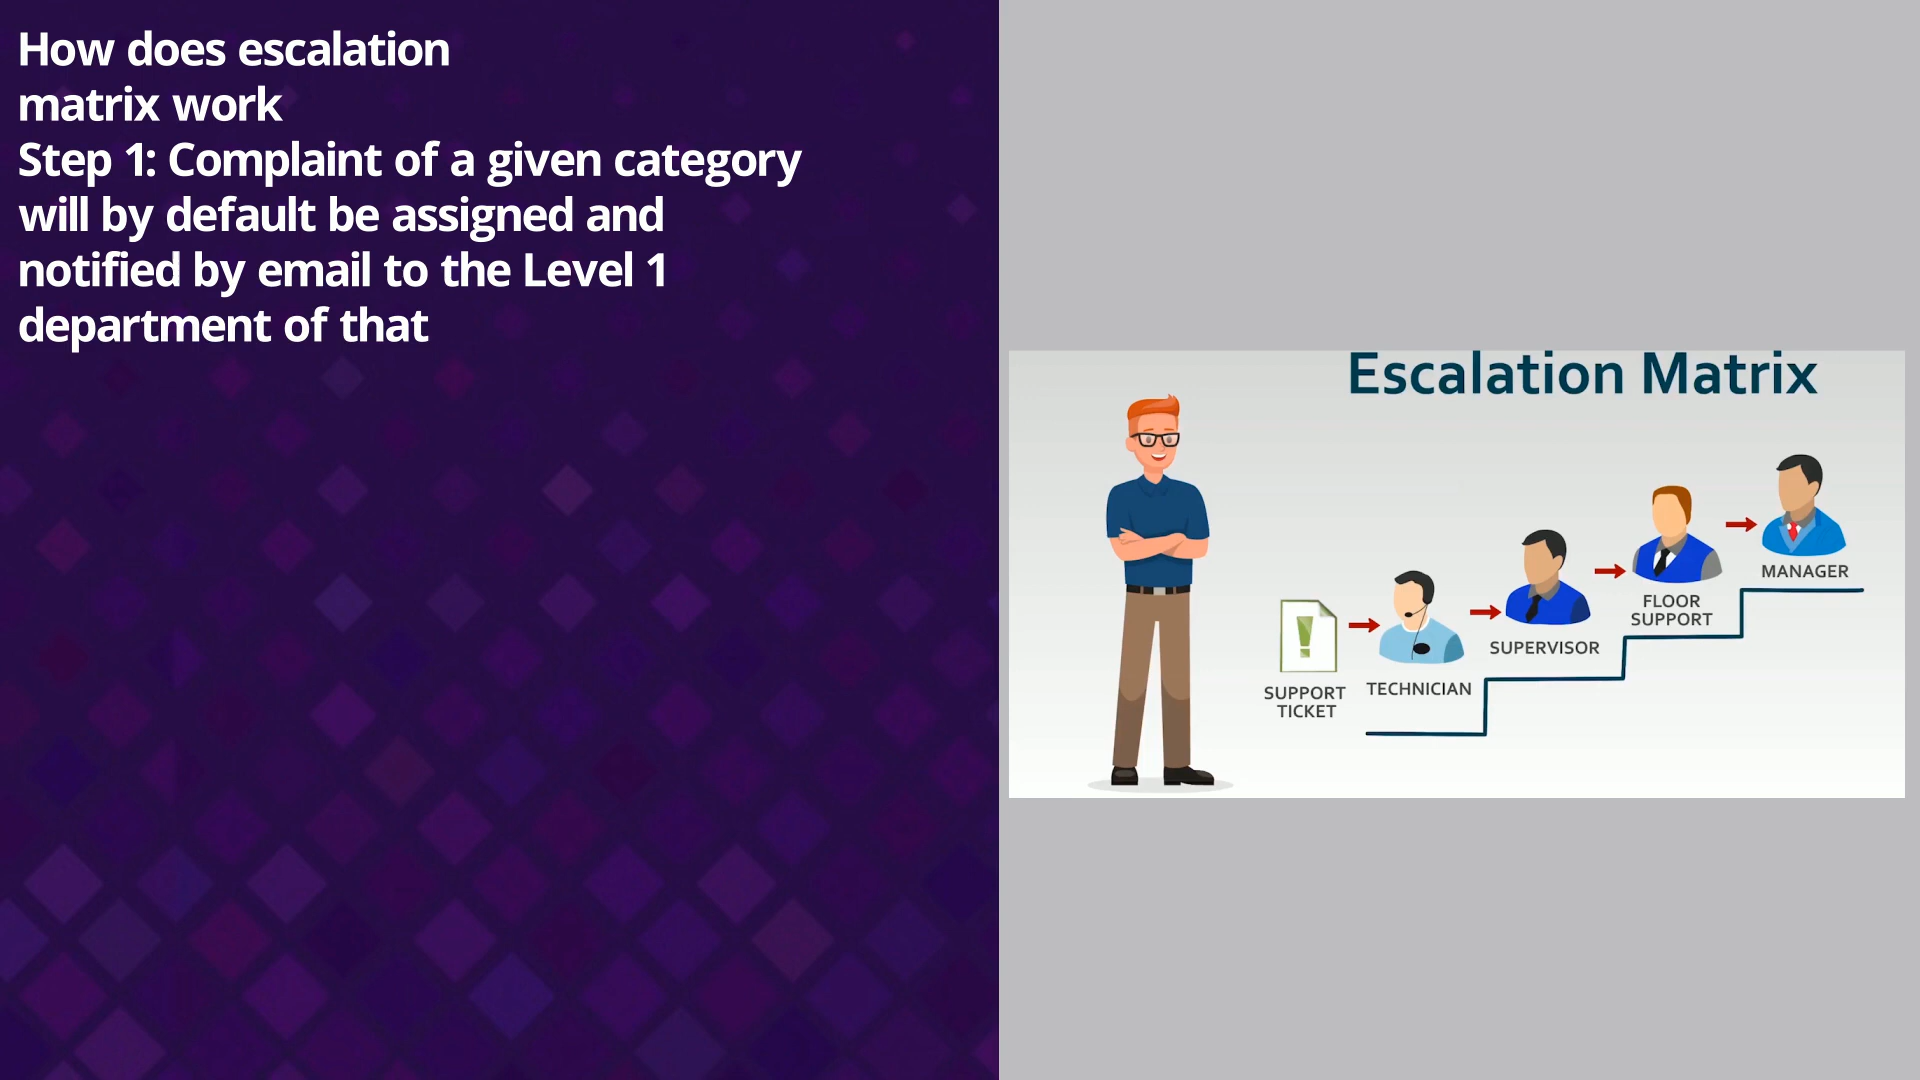 How does escalation
matrix work
Step 1: Complaint of a given category
will by default be assigned and
notified by email to the Level 1
department of that
Escalation Matrix
SUPPORT
TICKET
TECHNICIAN
SUPERVISOR
FLOOR
SUPPORT
MANAGER